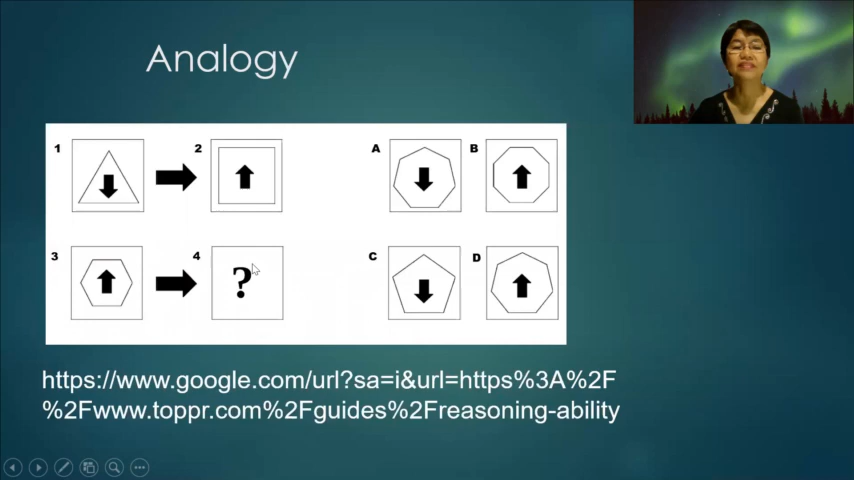 Analogy
1 2 A B
3 4 ? C D
https://www.google.com/url?sa=i&url=https%3A%2F
%2Fwww.toppr.com%2Fguides%2Freasoning-ability